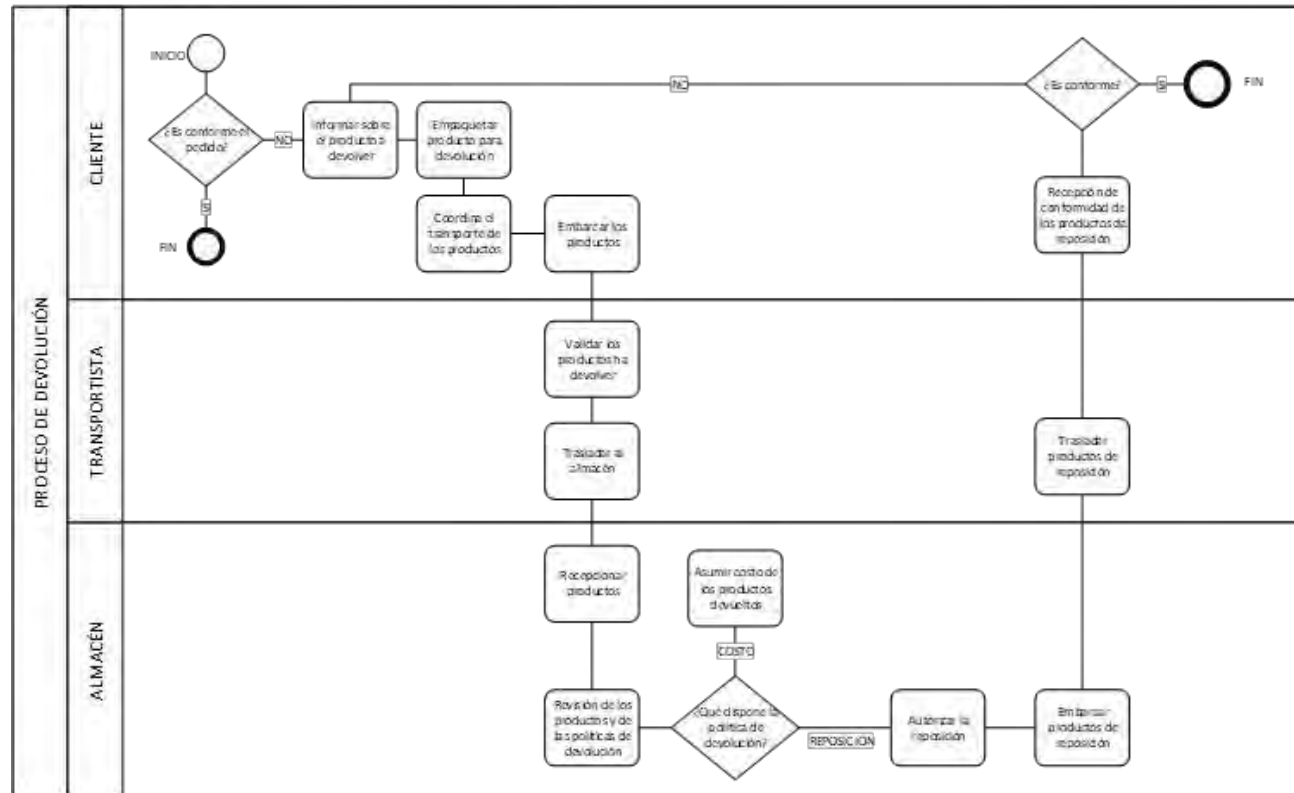 PROCESO DE DEVOLUCIÓN
CLIENTE
INICIO
¿Es conforme el
pedido?
NO
SI
FIN
Informar sobre
el producto a
devolver
Empaquetar
producto para
devolución
Coordina el
transporte de
los productos
Embarcar los
productos
NO
¿Es conforme?
SI
FIN
Recepción de
conformidad de
los productos de
reposición
TRANSPORTISTA
Validar los
productos ha
devolver
Trasladar al
almacén
Trasladar
productos de
reposición
ALMACÉN
Recepcionar
productos
Asumir costo de
los productos
devueltos
COSTO
Revisión de los
productos y de
las políticas de
devolución
¿Qué dispone la
política de
devolución?
REPOSICION
Autorizar la
reposición
Embarcar
productos de
reposición